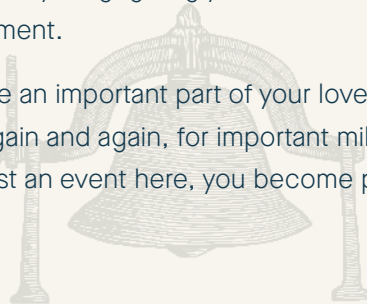 ment.
e an important part of your love
gain and again, for important mil
st an event here, you become p